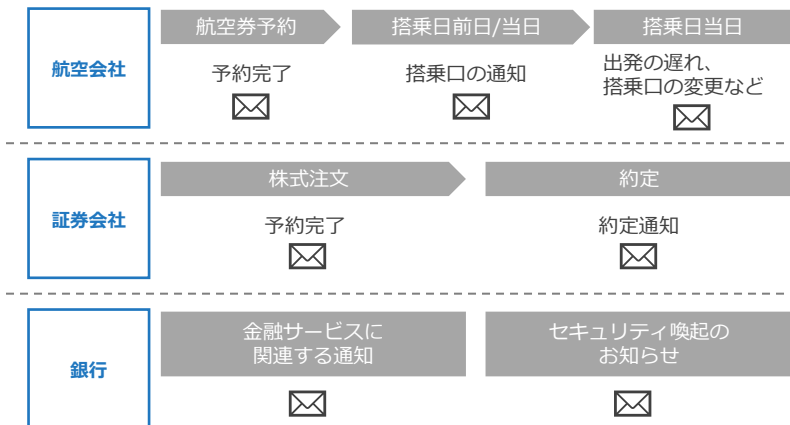 航空会社
航空券予約
搭乗日前日/当日
搭乗日当日
予約完了
搭乗口の通知
出発の遅れ、
搭乗口の変更など
証券会社
株式注文
約定
予約完了
約定通知
銀行
金融サービスに
関連する通知
セキュリティ喚起の
お知らせ